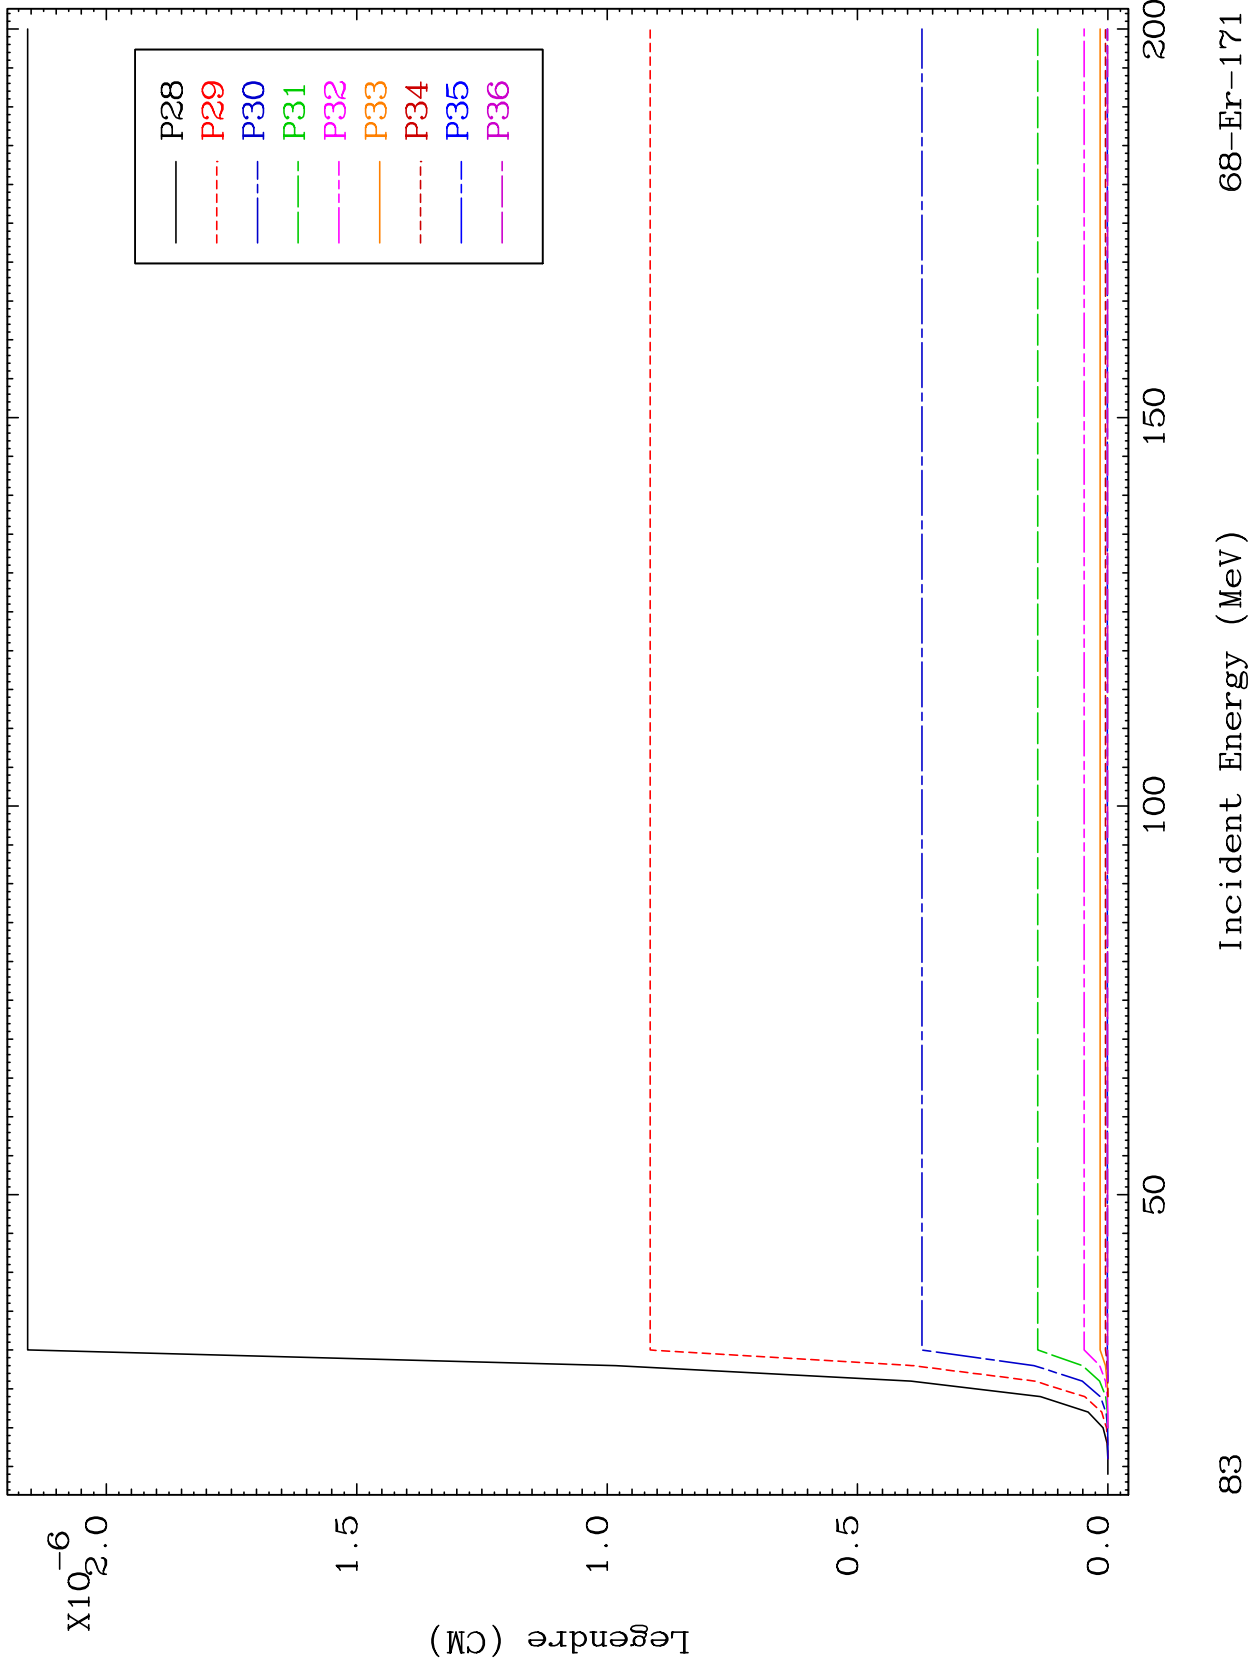 X10^-6
2.0
1.5
1.0
0.5
0.0
Legendre (CM)
P28
P29
P30
P31
P32
P33
P34
P35
P36
50
100
150
200
Incident Energy (MeV)
83
68-Er-171